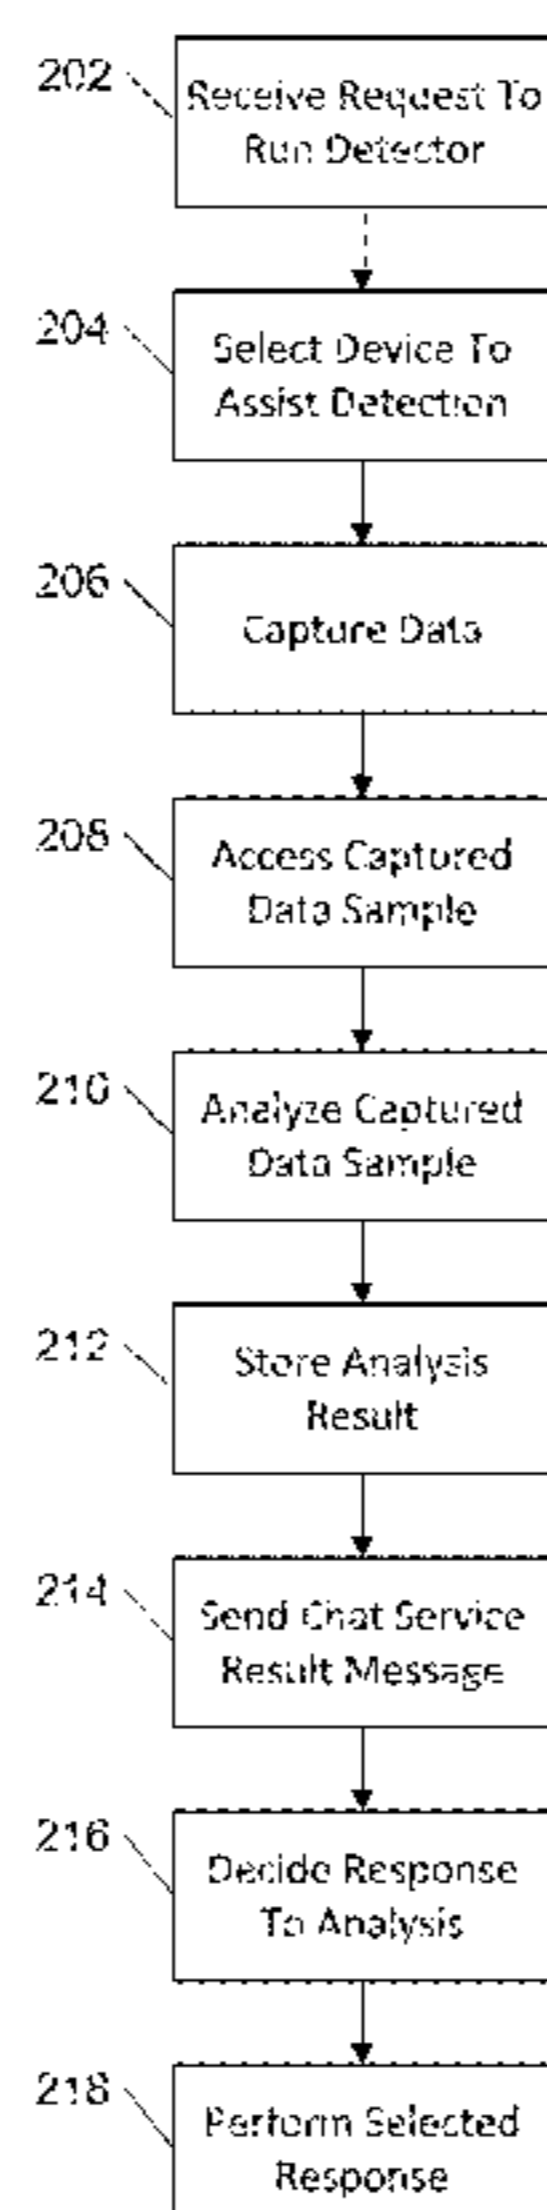 202
Receive Request To
Run Detector
204
Select Device To
Assist Detection
206
Capture Data
208
Access Captured
Data Sample
210
Analyze Captured
Data Sample
212
Store Analysis
Result
214
Send Chat Service
Result Message
216
Decide Response
To Analysis
218
Perform Selected
Response